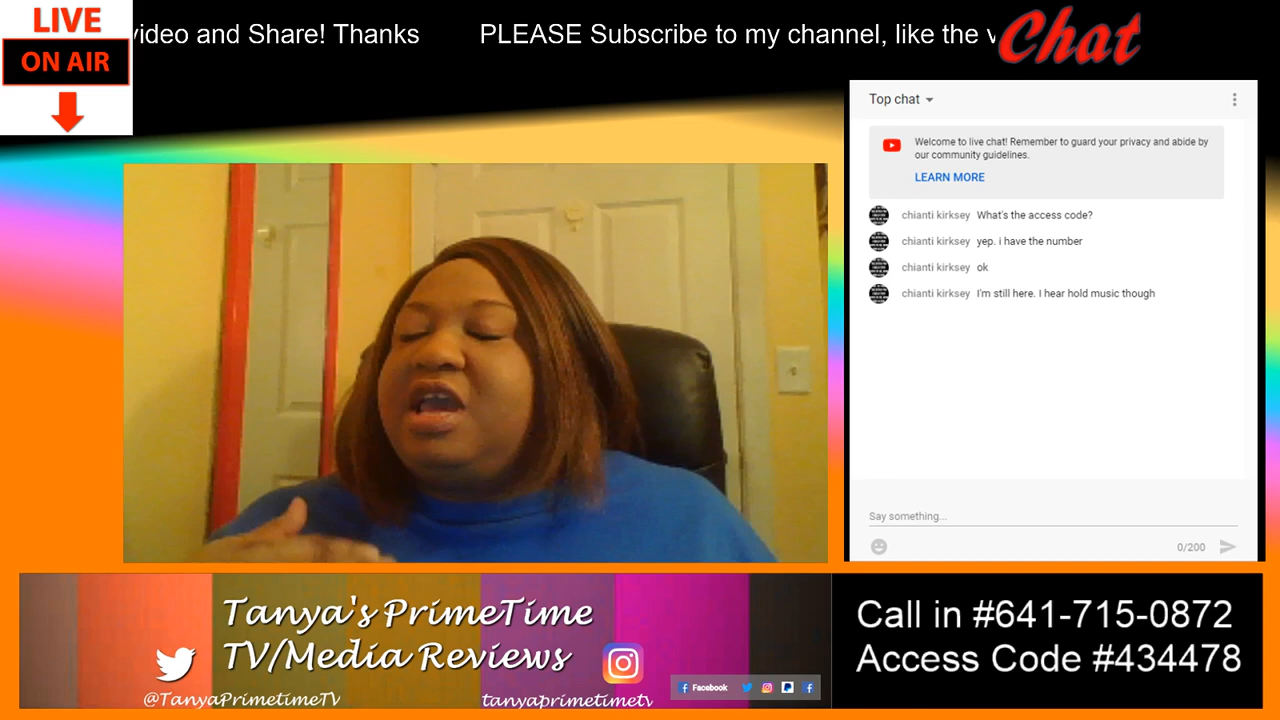 LIVE
ON AIR
video and Share! Thanks PLEASE Subscribe to my channel, like the v
Chat
Top chat
Welcome to live chat! Remember to guard your privacy and abide by
our community guidelines.
LEARN MORE
chianti kirksey What's the access code?
chianti kirksey yep. i have the number
chianti kirksey ok
chianti kirksey I'm still here. I hear hold music though
Say something...
0/200
Tanya's PrimeTime
TV/Media Reviews
@TanyaPrimetimeTV
tanyaprimetimetv
Facebook
Call in #641-715-0872
Access Code #434478